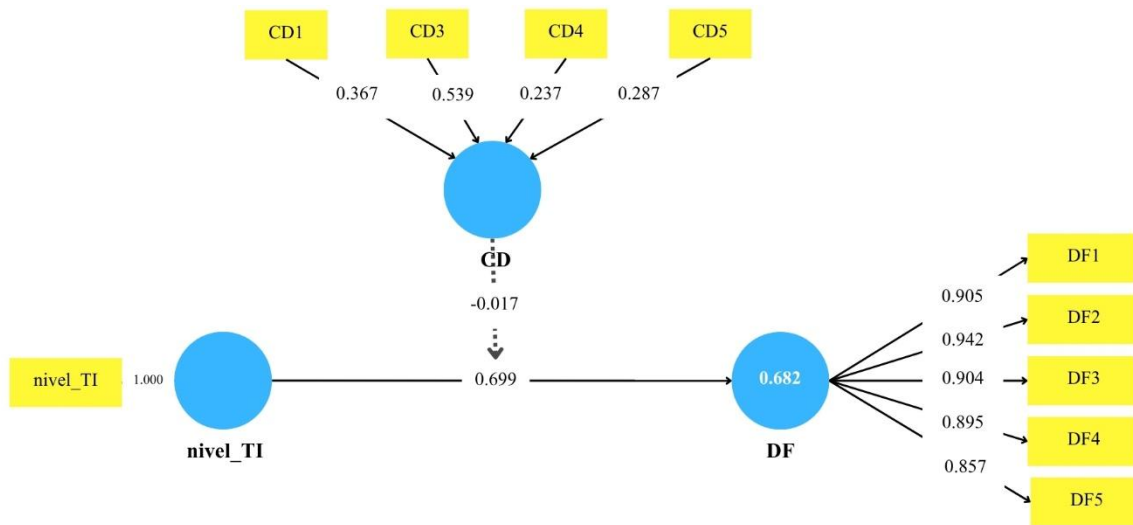 CD1 CD3 CD4 CD5
0.367 0.539 0.237 0.287
CD
-0.017
nivel_TI 1.000 0.699 0.682
nivel_TI DF
0.905 DF1
0.942 DF2
0.904 DF3
0.895 DF4
0.857 DF5